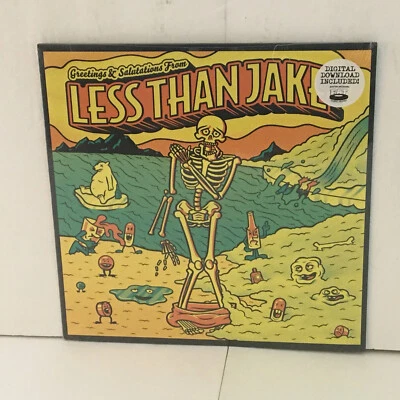 Greetings & Salutations From
LESS THAN JAKE
DIGITAL
DOWNLOAD
INCLUDED!